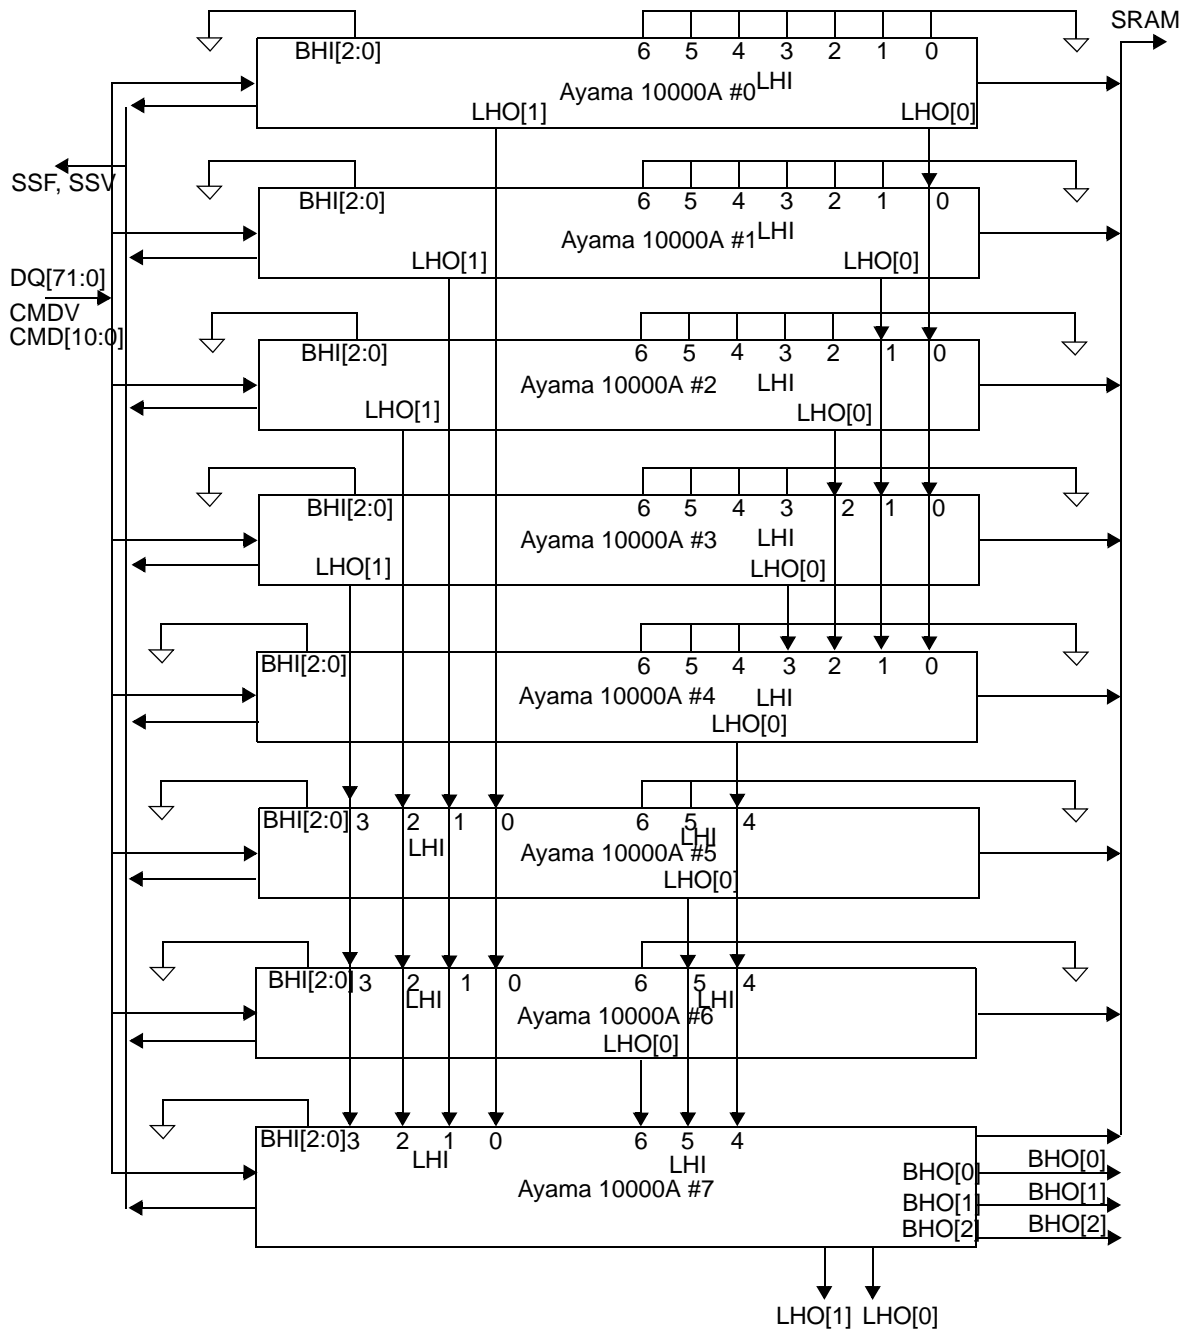 SRAM
BHI[2:0] 6 5 4 3 2 1 0
LHI
Ayama 10000A #0
LHO[1] LHO[0]
SSF, SSV
BHI[2:0] 6 5 4 3 2 1 0
LHI
Ayama 10000A #1
LHO[1] LHO[0]
DQ[71:0]
CMDV
CMD[10:0]
BHI[2:0] 6 5 4 3 2 1 0
Ayama 10000A #2 LHI
LHO[1] LHO[0]
BHI[2:0] 6 5 4 3 2 1 0
Ayama 10000A #3 LHI
LHO[1] LHO[0]
BHI[2:0] 6 5 4 3 2 1 0
Ayama 10000A #4 LHI
LHO[0]
BHI[2:0] 3 2 1 0 6 5 4
LHI LHI
Ayama 10000A #5
LHO[0]
BHI[2:0] 3 2 1 0 6 5 4
LHI LHI
Ayama 10000A #6
LHO[0]
BHI[2:0] 3 2 1 0 6 5 4
LHI LHI
Ayama 10000A #7
BHO[0] BHO[0]
BHO[1] BHO[1]
BHO[2] BHO[2]
LHO[1] LHO[0]